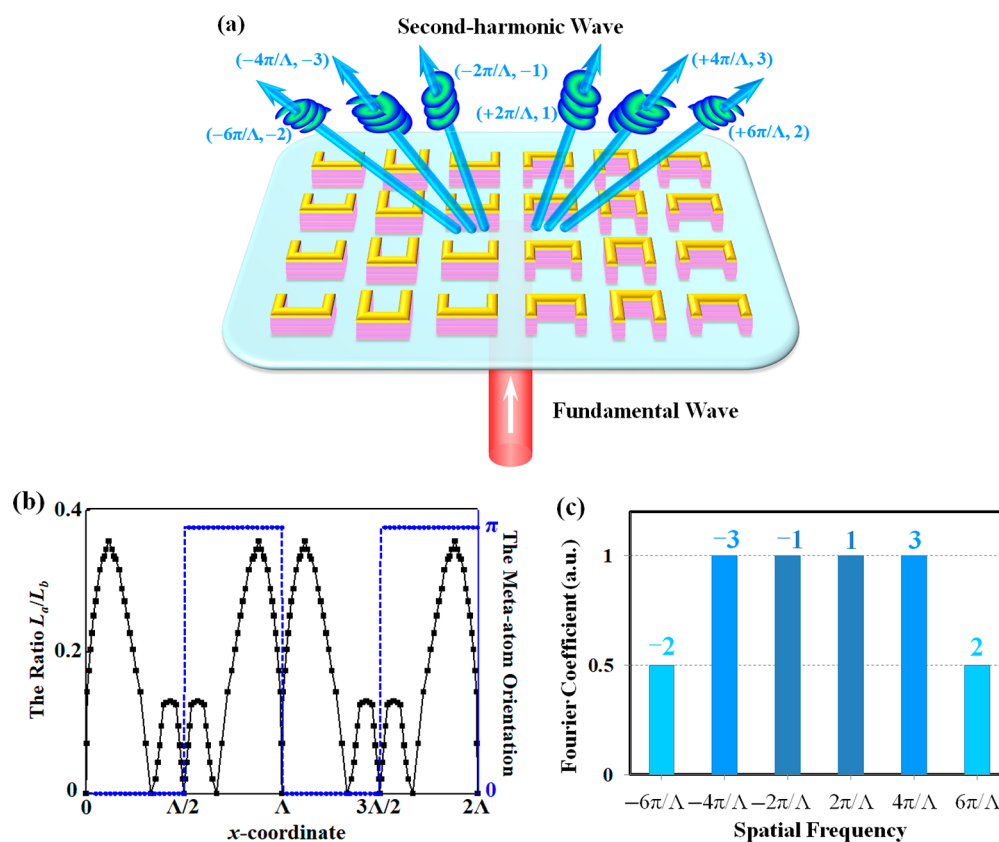 (a)
Second-harmonic Wave
(−4π/Λ, −3)
(−2π/Λ, −1)
(+4π/Λ, 3)
(−6π/Λ, −2)
(+2π/Λ, 1)
(+6π/Λ, 2)
Fundamental Wave
(b)
The Ratio La/Lb
0.4
0.2
0
0
Λ/2
Λ
3Λ/2
2Λ
x-coordinate
π
0
The Meta-atom Orientation
(c)
Fourier Coefficient (a.u.)
1
0.5
0
−2
−3
−1
1
3
2
−6π/Λ
−4π/Λ
−2π/Λ
2π/Λ
4π/Λ
6π/Λ
Spatial Frequency